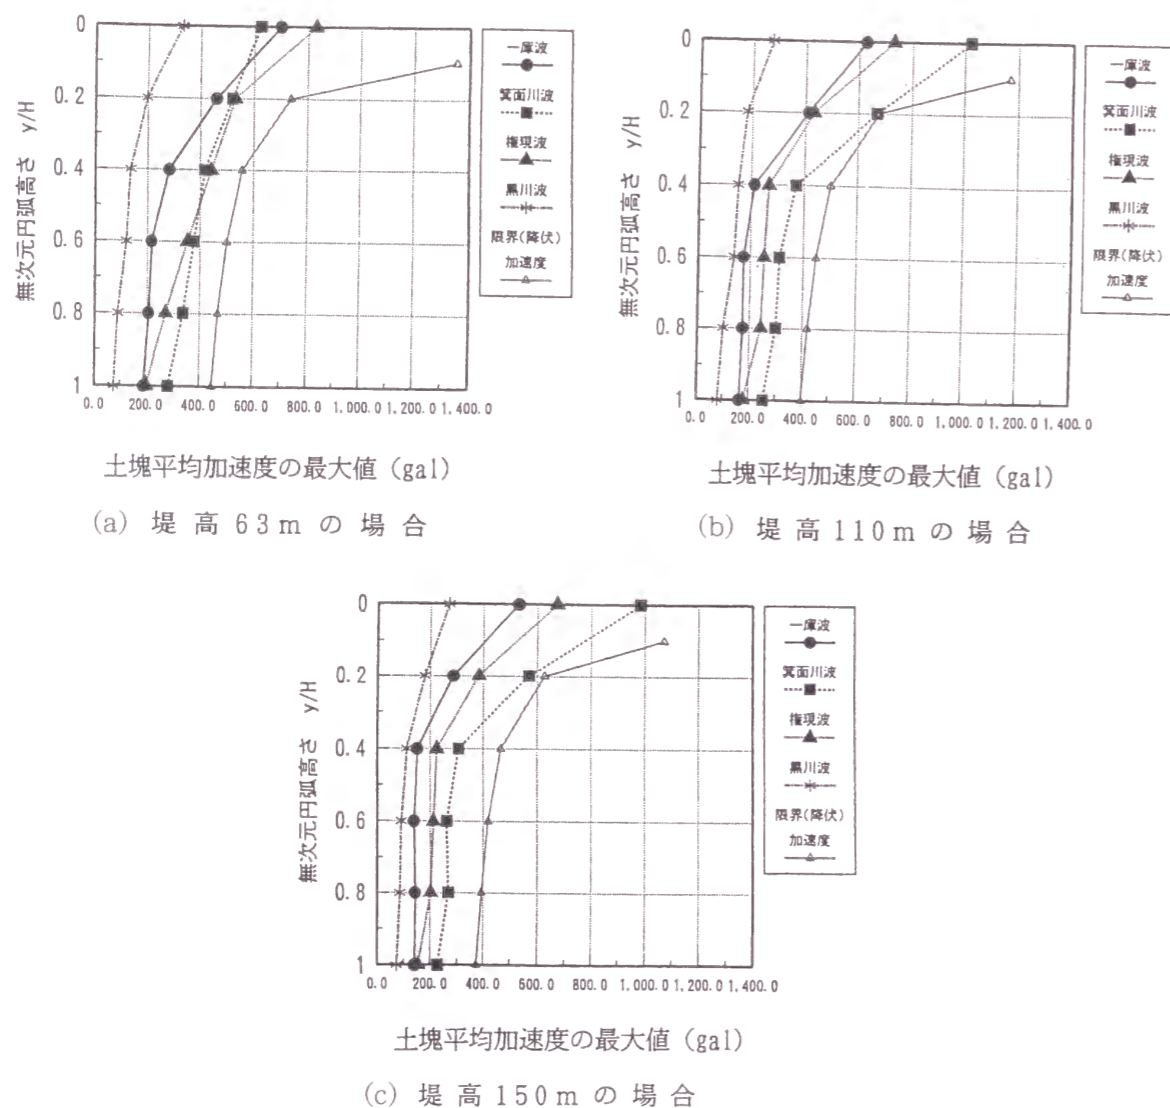 0
0.2
0.4
0.6
0.8
1
無次元円弧高さ y/H
0.0 200.0 400.0 600.0 800.0 1,000.0 1,200.0 1,400.0
土塊平均加速度の最大値 (gal)
一庫波
箕面川波
権現波
黒川波
限界(降伏)
加速度
(a) 堤高63mの場合
0
0.2
0.4
0.6
0.8
1
無次元円弧高さ y/H
0.0 200.0 400.0 600.0 800.0 1,000.0 1,200.0 1,400.0
土塊平均加速度の最大値 (gal)
一庫波
箕面川波
権現波
黒川波
限界(降伏)
加速度
(b) 堤高110mの場合
0
0.2
0.4
0.6
0.8
1
無次元円弧高さ y/H
0.0 200.0 400.0 600.0 800.0 1,000.0 1,200.0 1,400.0
土塊平均加速度の最大値 (gal)
一庫波
箕面川波
権現波
黒川波
限界(降伏)
加速度
(c) 堤高150mの場合